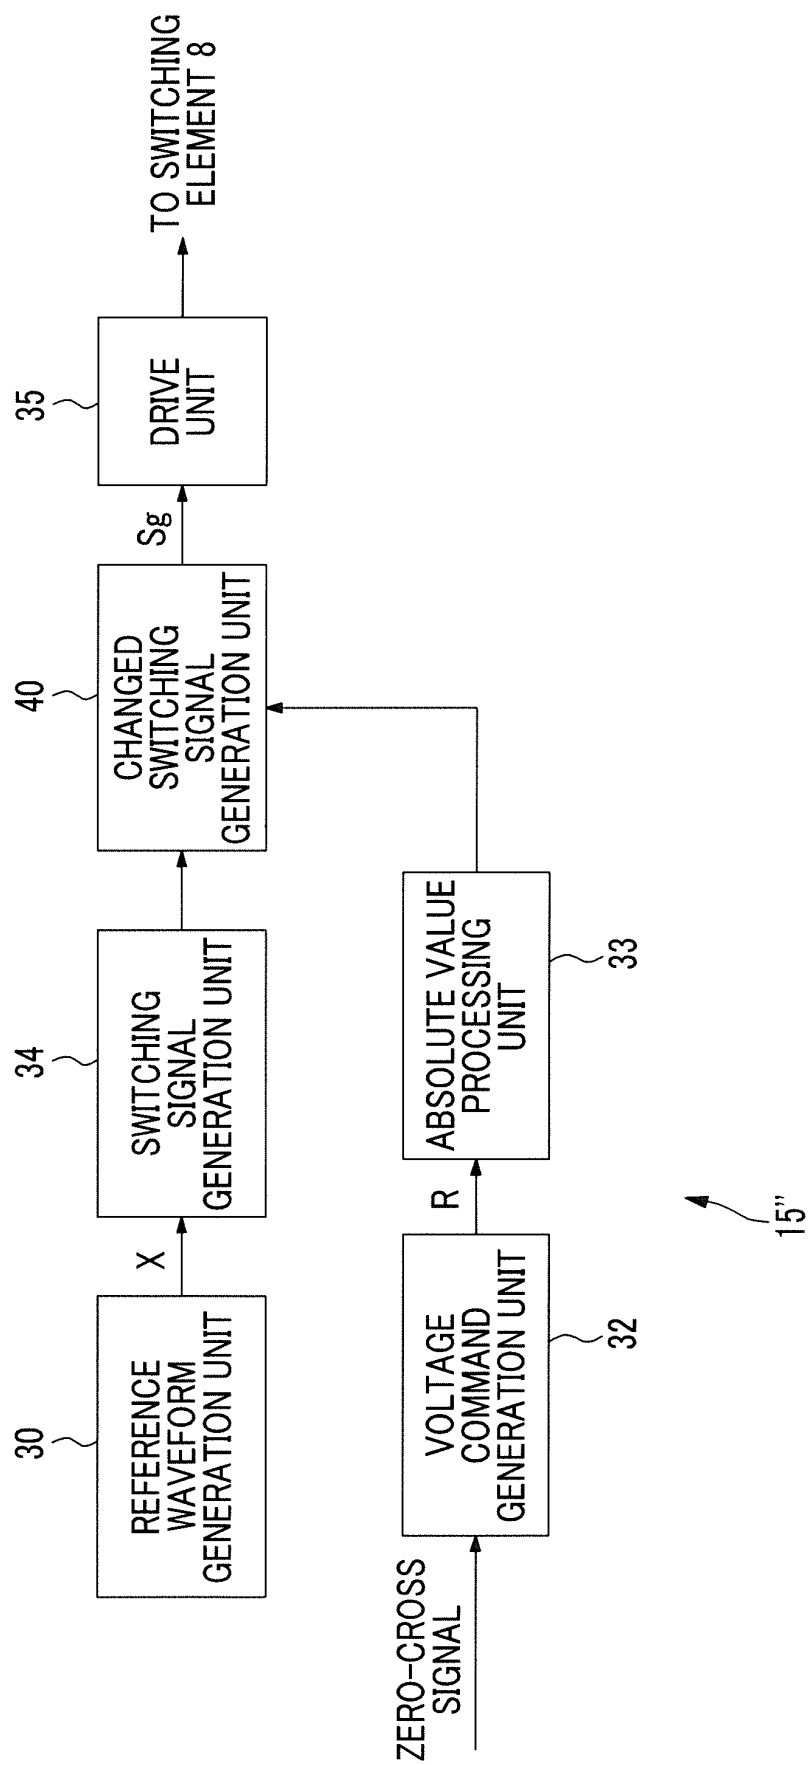 30
REFERENCE
WAVEFORM
GENERATION UNIT
X
34
SWITCHING
SIGNAL
GENERATION UNIT
40
CHANGED
SWITCHING
SIGNAL
GENERATION UNIT
Sg
35
DRIVE
UNIT
TO SWITCHING
ELEMENT 8
ZERO-CROSS
SIGNAL
VOLTAGE
COMMAND
GENERATION UNIT
32
R
ABSOLUTE VALUE
PROCESSING
UNIT
33
15”